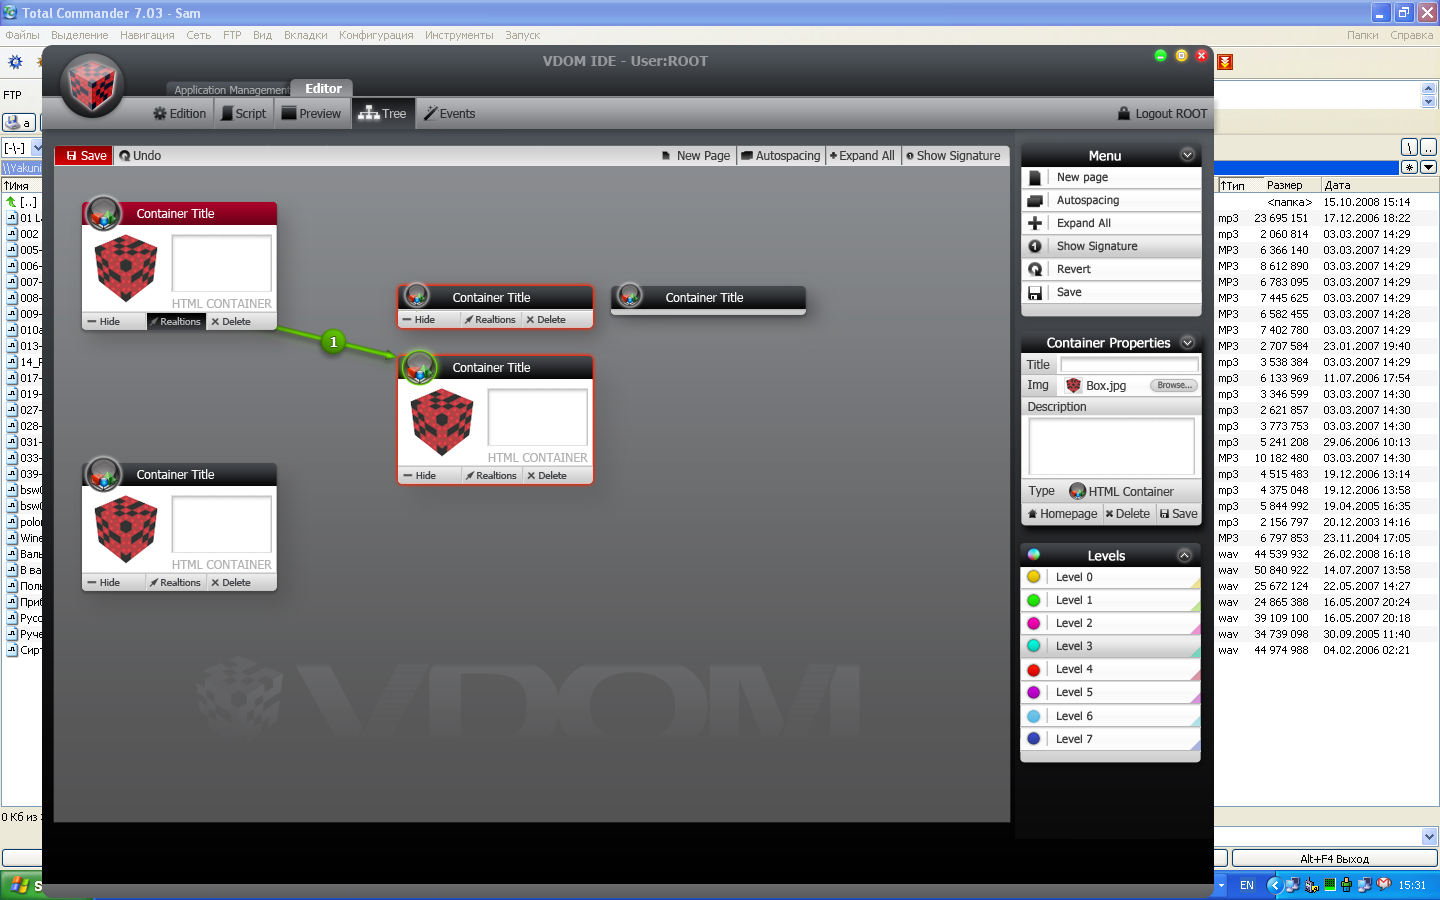 Total Commander 7.03 - Sam
Файлы Выделение Навигация Сеть FTP Вид Вкладки Конфигурация Инструменты Запуск Папки Справка
VDOM IDE - User:ROOT
Application Management Editor
FTP
Edition Script Preview Tree Events Logout ROOT
a
[-\-]
\ ..
\\Yakuni
* 
Save Undo New Page Autospacing Expand All Show Signature
↑Имя
[..]
01 L
002
005-
006-
007-
008-
009-
010a
013-
14_F
017-
019-
027-
028-
031-
033-
039-
bsw
bsw
polo
Wine
Валь
В ва
Поль
Приб
Русс
Руче
Сирт
Container Title
HTML CONTAINER
Hide Realtions Delete
1
Container Title
Hide Realtions Delete
Container Title
Container Title
HTML CONTAINER
Hide Realtions Delete
Container Title
HTML CONTAINER
Hide Realtions Delete
VDOM
Menu
New page
Autospacing
Expand All
Show Signature
Revert
Save
Container Properties
Title
Img Box.jpg Browse...
Description
Type HTML Container
Homepage Delete Save
Levels
Level 0
Level 1
Level 2
Level 3
Level 4
Level 5
Level 6
Level 7
↑Тип Размер Дата
<папка> 15.10.2008 15:14
mp3 23 695 151 17.12.2006 18:22
mp3 2 060 814 03.03.2007 14:29
MP3 6 366 140 03.03.2007 14:29
MP3 8 612 890 03.03.2007 14:29
MP3 6 783 095 03.03.2007 14:29
MP3 7 445 625 03.03.2007 14:29
MP3 6 582 455 03.03.2007 14:28
MP3 7 402 780 03.03.2007 14:29
MP3 2 707 584 23.01.2007 19:40
mp3 3 538 384 03.03.2007 14:29
mp3 6 133 969 11.07.2006 17:54
mp3 3 346 599 03.03.2007 14:30
mp3 2 621 857 03.03.2007 14:30
mp3 3 773 753 03.03.2007 14:30
mp3 5 241 208 29.06.2006 10:13
MP3 10 182 480 03.03.2007 14:30
mp3 4 515 483 19.12.2006 13:14
mp3 4 375 048 19.12.2006 13:58
mp3 5 844 992 19.04.2005 16:35
mp3 2 156 797 20.12.2003 14:16
MP3 6 797 853 23.11.2004 17:05
wav 44 539 932 26.02.2008 16:18
wav 50 840 922 14.07.2007 13:58
wav 25 672 124 22.05.2007 14:27
wav 24 865 388 16.05.2007 20:24
wav 39 109 100 16.05.2007 20:18
wav 34 739 098 30.09.2005 11:40
wav 44 974 988 04.02.2006 02:21
0 Кб из
Alt+F4 Выход
EN 15:31